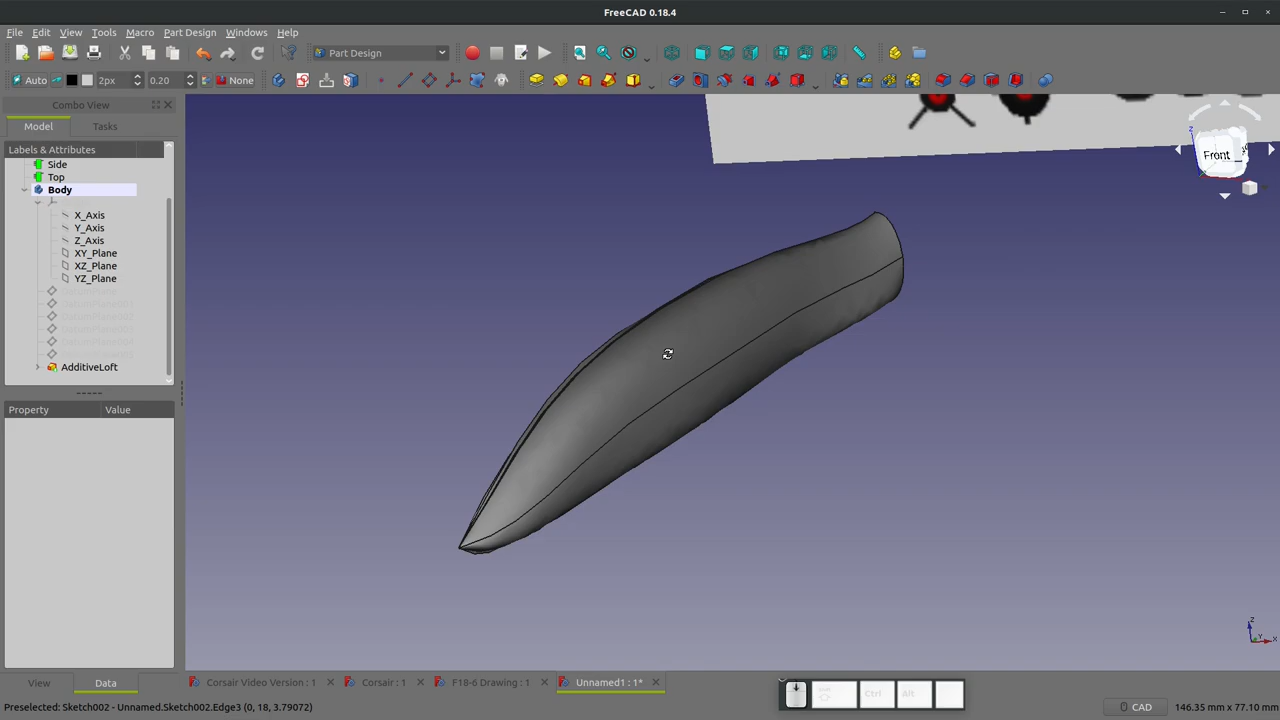 FreeCAD 0.18.4
File Edit View Tools Macro Part Design Windows Help
Part Design
Auto 2px 0.20 None
Combo View
Model Tasks
Labels & Attributes
Side
Top
Body
X_Axis
Y_Axis
Z_Axis
XY_Plane
XZ_Plane
YZ_Plane
AdditiveLoft
Property Value
Front
Z
Z
Y
X
View Data
Corsair Video Version : 1 Corsair : 1 F18-6 Drawing : 1 Unnamed1 : 1*
Ctrl Alt
Preselected: Sketch002 - Unnamed.Sketch002.Edge3 (0, 18, 3.79072)
CAD 146.35 mm x 77.10 mm